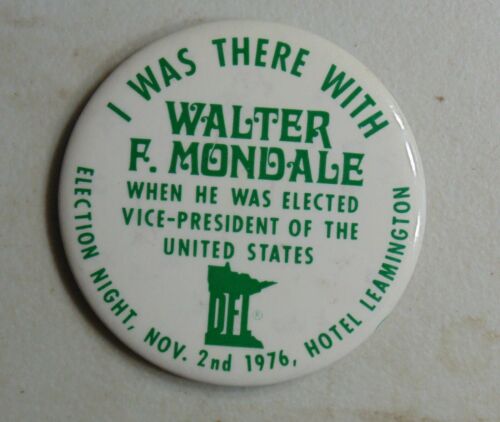 I WAS THERE WITH
WALTER
F. MONDALE
WHEN HE WAS ELECTED
VICE-PRESIDENT OF THE
UNITED STATES
DFL ®
ELECTION NIGHT, NOV. 2nd 1976, HOTEL LEAMINGTON